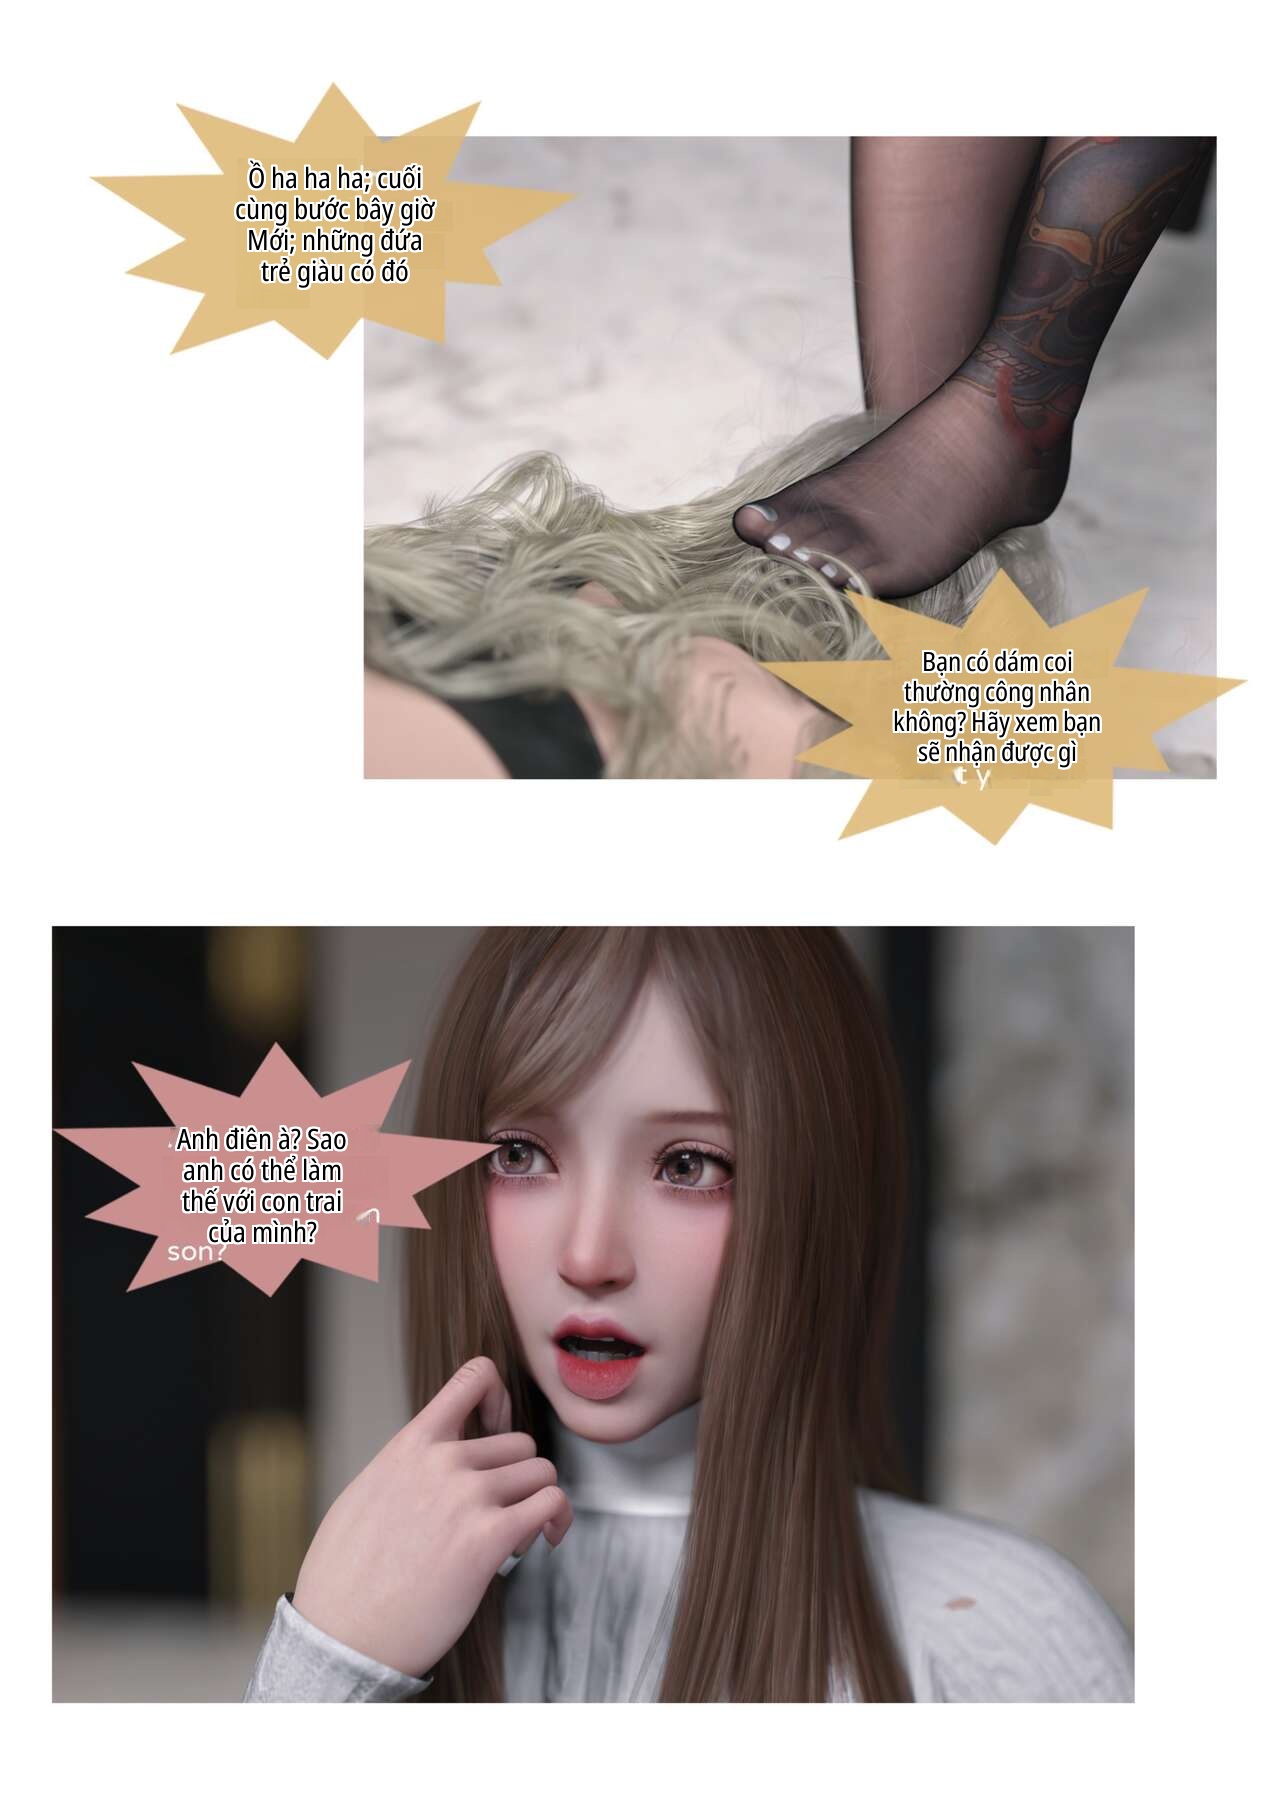 Ồ ha ha ha; cuối
cùng bước bây giờ
Mới; những đứa
trẻ giàu có đó
Bạn có dám coi
thường công nhân
không? Hãy xem bạn
sẽ nhận được gì
t y
Anh điên à? Sao
anh có thể làm
thế với con trai
của mình?
son?